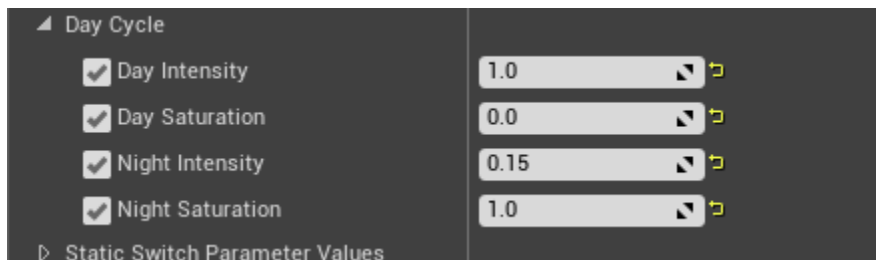 Day Cycle
Day Intensity 1.0
Day Saturation 0.0
Night Intensity 0.15
Night Saturation 1.0
Static Switch Parameter Values